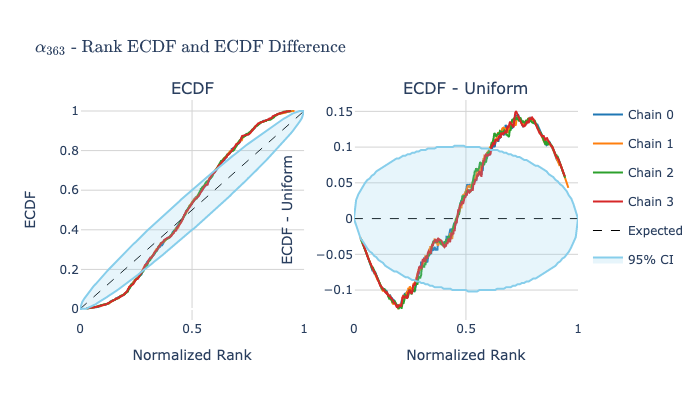 α363 - Rank ECDF and ECDF Difference
ECDF
ECDF - Uniform
1
0.8
0.6
0.4
0.2
0
ECDF
0
0.5
1
Normalized Rank
0.15
0.1
0.05
0
−0.05
−0.1
ECDF - Uniform
0
0.5
1
Normalized Rank
Chain 0
Chain 1
Chain 2
Chain 3
Expected
95% CI